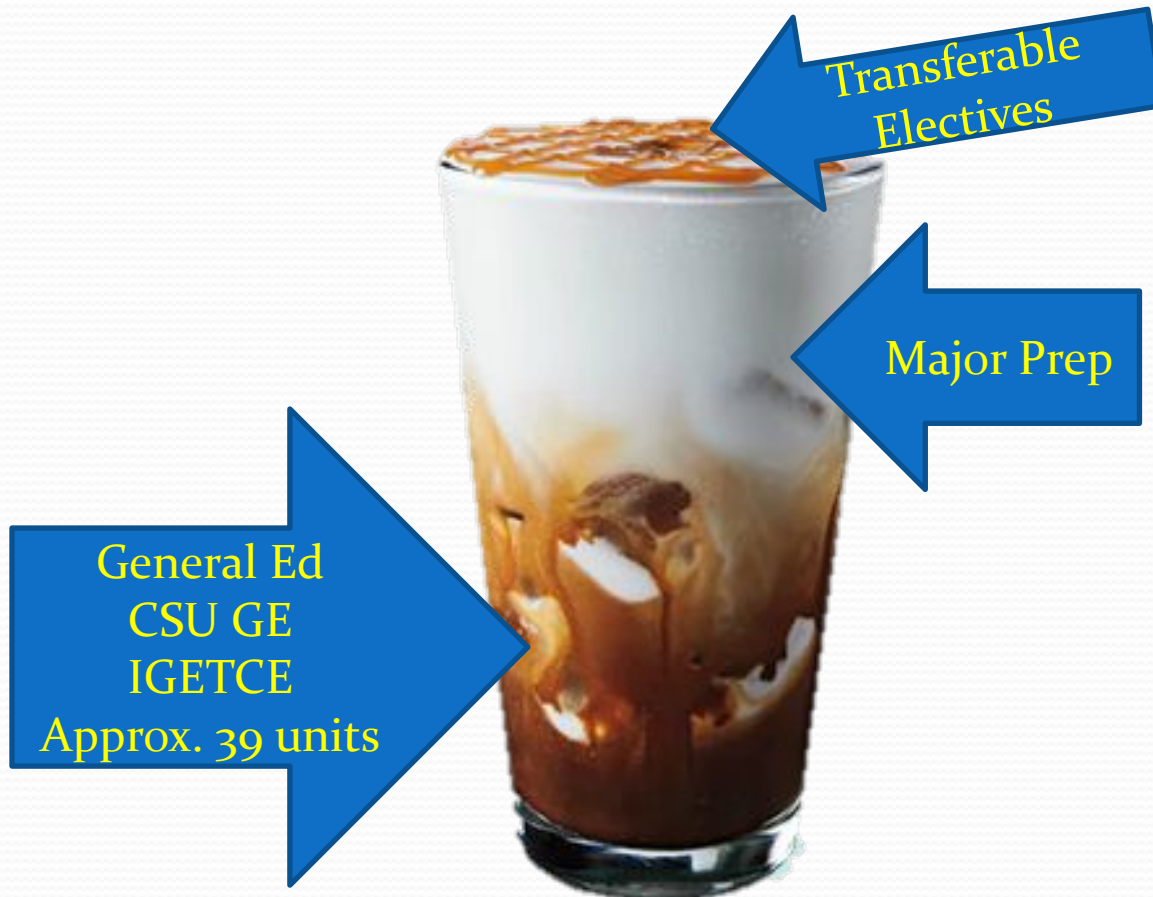 Transferable
Electives
Major Prep
General Ed
CSU GE
IGETCE
Approx. 39 units